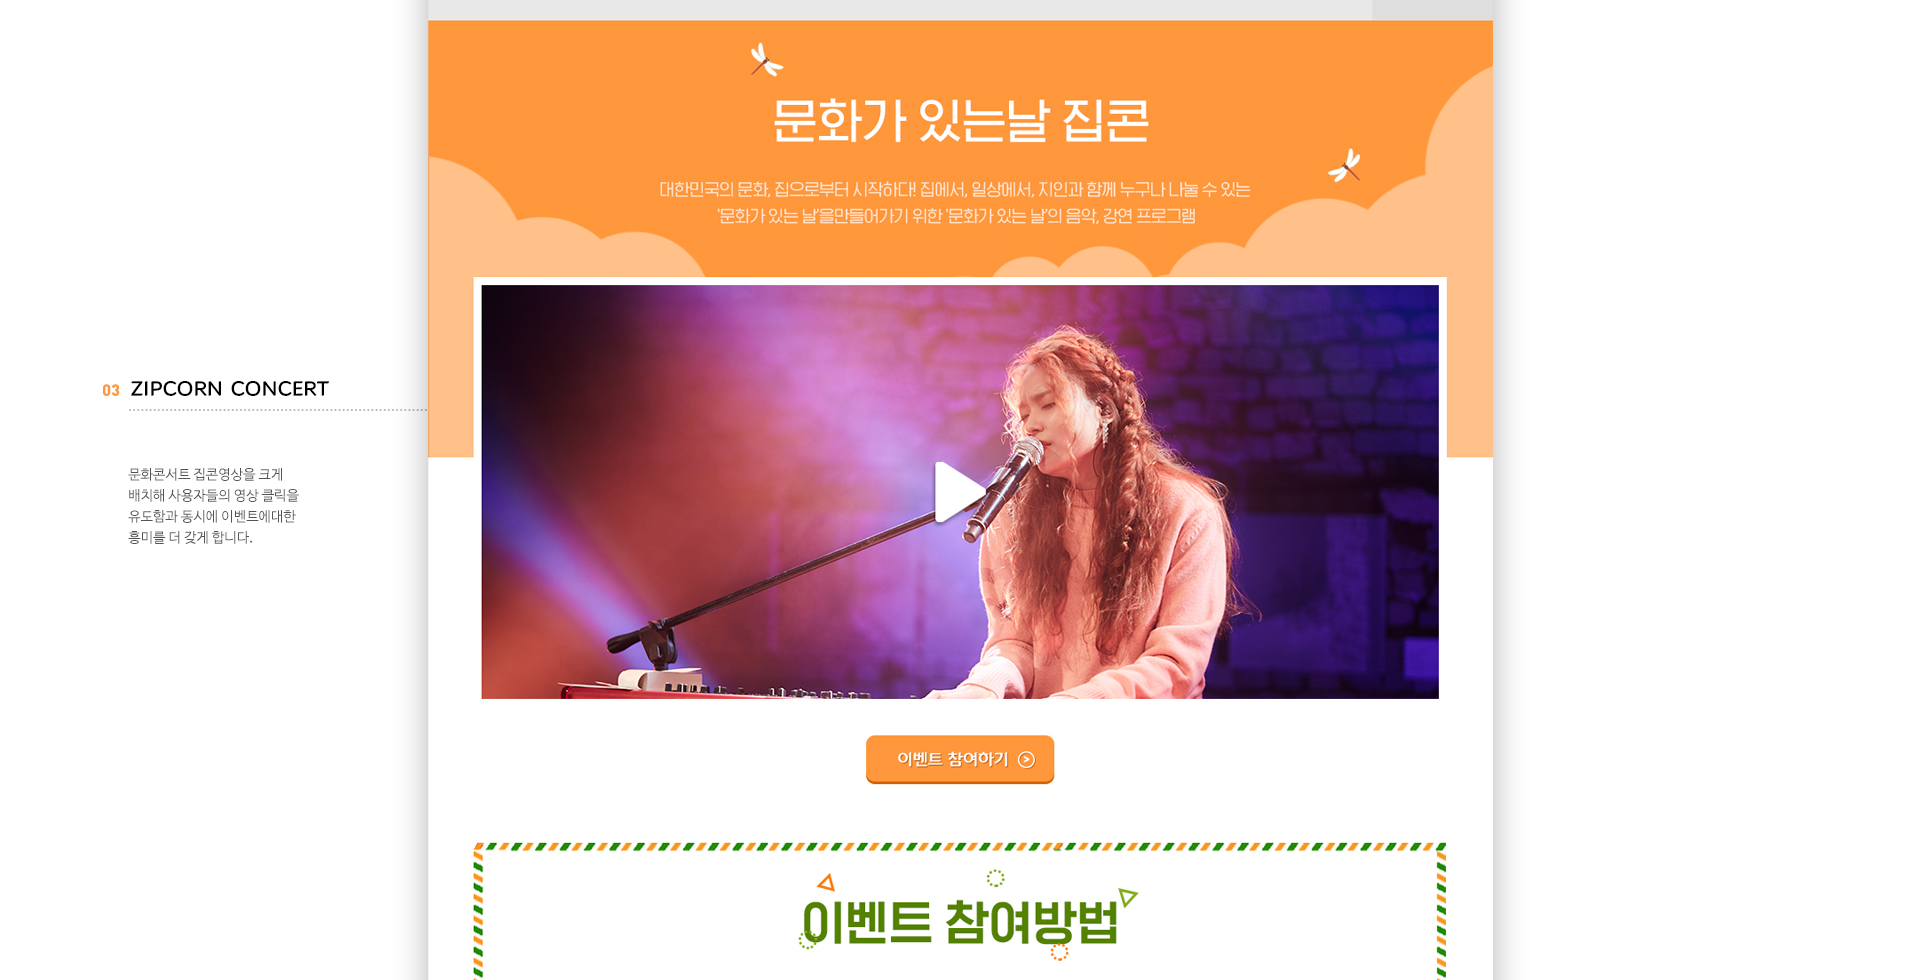 문화가 있는날 집콘
대한민국의 문화, 집으로부터 시작하다! 집에서, 일상에서, 지인과 함께 누구나 나눌 수 있는
'문화가 있는 날'을만들어가기 위한 '문화가 있는 날'의 음악, 강연 프로그램
03 ZIPCORN CONCERT
문화콘서트 집콘영상을 크게
배치해 사용자들의 영상 클릭을
유도함과 동시에 이벤트에대한
흥미를 더 갖게 합니다.
이벤트 참여하기
이벤트 참여방법